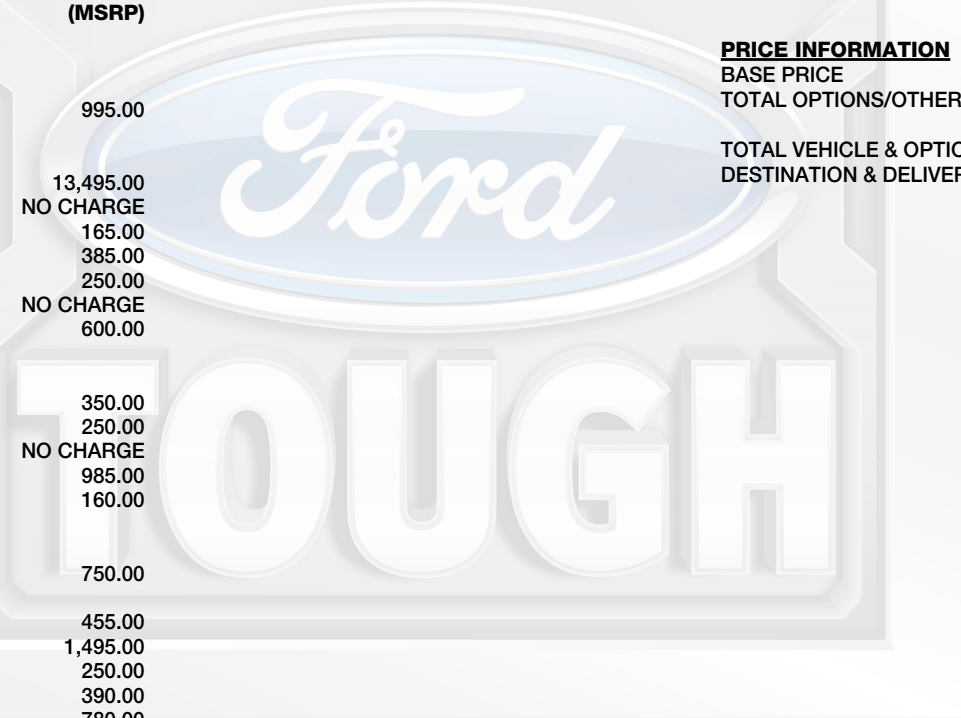 (MSRP)
995.00
13,495.00
NO CHARGE
165.00
385.00
250.00
NO CHARGE
600.00
350.00
250.00
NO CHARGE
985.00
160.00
750.00
455.00
1,495.00
250.00
390.00
780.00
PRICE INFORMATION
BASE PRICE
TOTAL OPTIONS/OTHER
TOTAL VEHICLE & OPTIO
DESTINATION & DELIVER
Ford
TOUGH